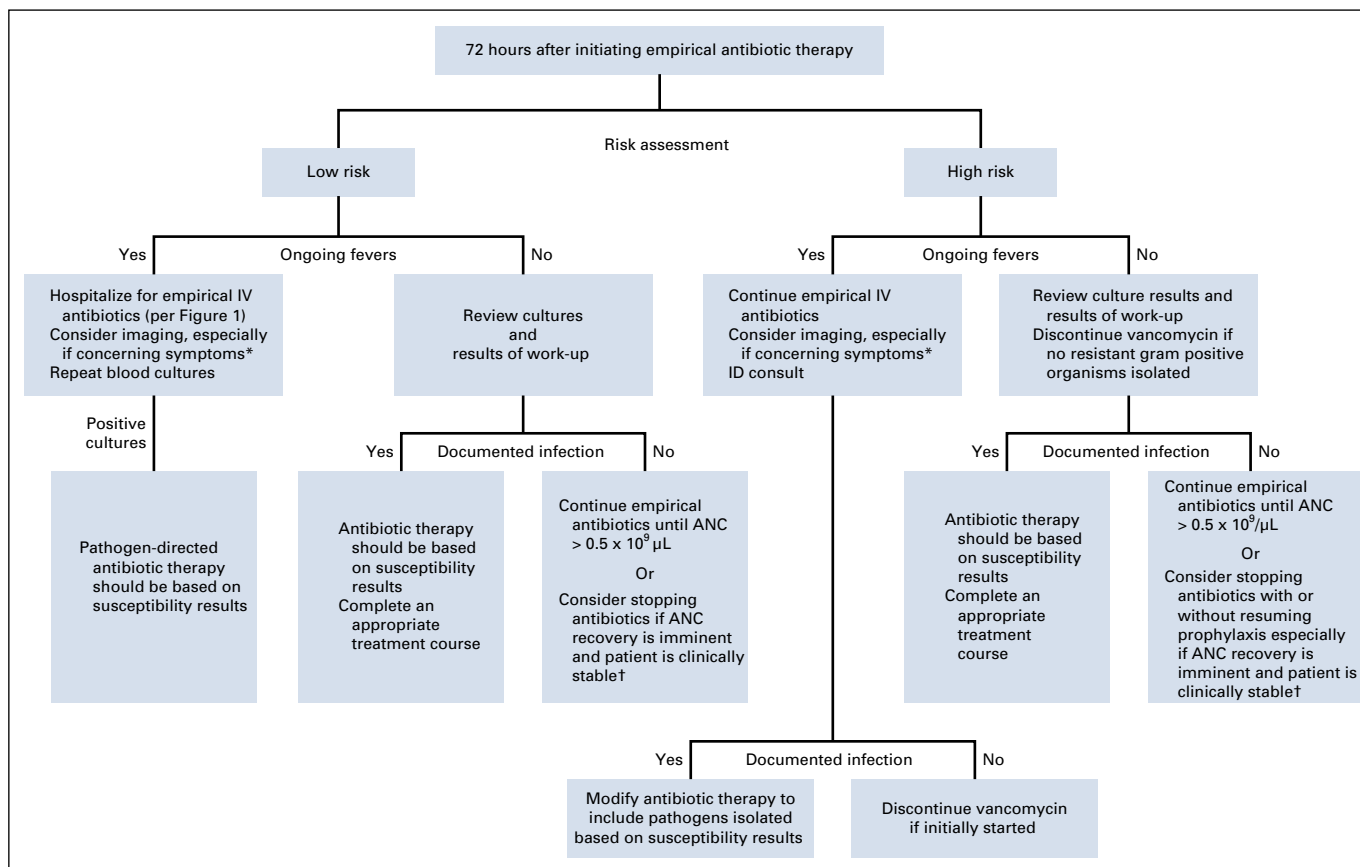 72 hours after initiating empirical antibiotic therapy
Risk assessment
Low risk
High risk
Yes
Ongoing fevers
No
Yes
Ongoing fevers
No
Hospitalize for empirical IV
antibiotics (per Figure 1)
Consider imaging, especially
if concerning symptoms*
Repeat blood cultures
Review cultures
and
results of work-up
Continue empirical IV
antibiotics
Consider imaging, especially
if concerning symptoms*
ID consult
Review culture results and
results of work-up
Discontinue vancomycin if
no resistant gram positive
organisms isolated
Positive
cultures
Yes
Documented infection
No
Yes
Documented infection
No
Pathogen-directed
antibiotic therapy
should be based on
susceptibility results
Antibiotic therapy
should be based
on susceptibility
results
Complete an
appropriate
treatment course
Continue empirical
antibiotics until ANC
> 0.5 x 10⁹ µL
Or
Consider stopping
antibiotics if ANC
recovery is imminent
and patient is clinically
stable†
Antibiotic therapy
should be based
on susceptibility
results
Complete an
appropriate
treatment
course
Continue empirical
antibiotics until ANC
> 0.5 x 10⁹/µL
Or
Consider stopping
antibiotics with or
without resuming
prophylaxis especially
if ANC recovery is
imminent and patient is
clinically stable†
Yes
Documented infection
No
Modify antibiotic therapy to
include pathogens isolated
based on susceptibility results
Discontinue vancomycin
if initially started